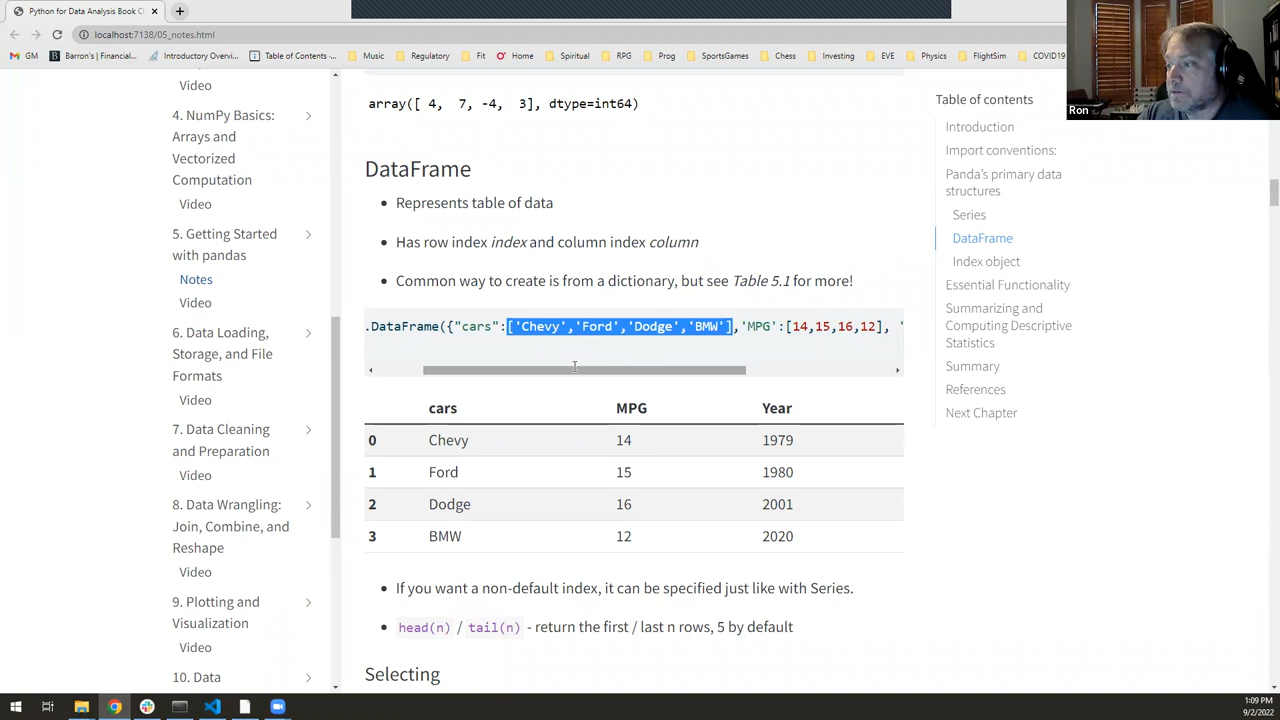 Python for Data Analysis Book Cl
barronlocalhost:7138/05_notes.html
GM
Barron's | Financial.
Introductory .
Table of Conteent
Music
Home
RPG
SportsGames
Chess
EVE
Physics
FlightSim
COVID19
Ron
Video
4. NumPy Basics:
Arrays and
Vectorized
Computation
Video
5. Getting Started
with pandas
Notes
Video
6. Data Loading,
Storage, and File
Formats
Video
7. Data Cleaning
and Preparation
Video
8. Data Wrangling:
Join, Combine, and
Reshape
Video
9. Plotting and
Visualization
Video
10. Data
array([ 4,  7, -4,  3], dtype=int64)
DataFrame
Represents table of data
Has row index index and column index column
Common way to create is from a dictionary, but see Table 5.1 for more!
.DataFrame({"cars":['Chevy','Ford','Dodge','BMW'],'MPG':[14,15,16,12], '
cars MPG Year
0 Chevy 14 1979
1 Ford 15 1980
2 Dodge 16 2001
3 BMW 12 2020
If you want a non-default index, it can be specified just like with Series.
head(n) / tail(n) - return the first / last n rows, 5 by default
Selecting
Table of contents
Introduction
Import conventions:
Panda's primary data
structures
Series
DataFrame
Index object
Essential Functionality
Summarizing and
Computing Descriptive
Statistics
Summary
References
Next Chapter
1:09 PM
9/2/2022